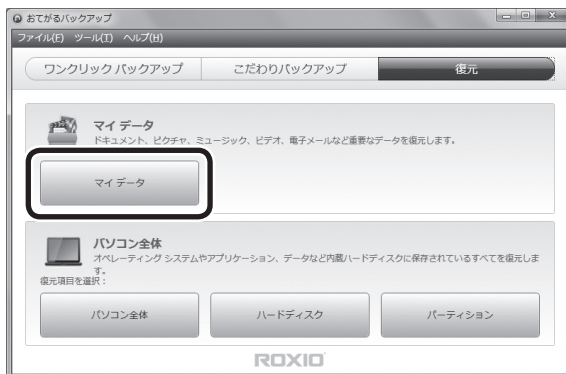 おてがるバックアップ
ファイル(F) ツール(T) ヘルプ(H)
ワンクリック バックアップ こだわりバックアップ 復元
マイ データ
ドキュメント、ピクチャ、ミュージック、ビデオ、電子メールなど重要なデータを復元します。
マイ データ
パソコン全体
オペレーティング システムやアプリケーション、データなど内蔵ハードディスクに保存されているすべてを復元しま
す。
復元項目を選択：
パソコン全体 ハードディスク パーティション
ROXIO